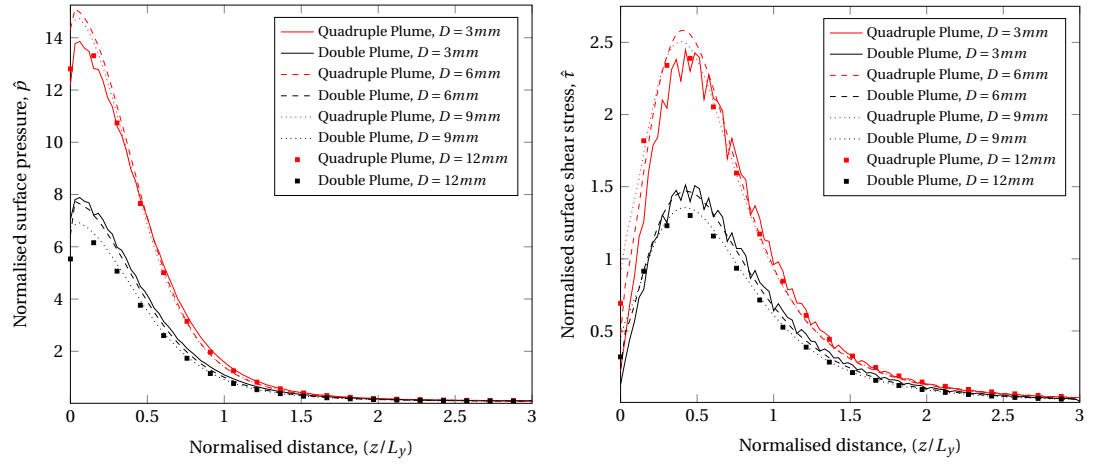 14
12
10
8
6
4
2
0
0.5
1
1.5
2
2.5
3
Normalised surface pressure, p̂
Normalised distance, (z/L_y)
Quadruple Plume, D = 3mm
Double Plume, D = 3mm
Quadruple Plume, D = 6mm
Double Plume, D = 6mm
Quadruple Plume, D = 9mm
Double Plume, D = 9mm
Quadruple Plume, D = 12mm
Double Plume, D = 12mm
2.5
2
1.5
1
0.5
0
0.5
1
1.5
2
2.5
3
Normalised surface shear stress, τ̂
Normalised distance, (z/L_y)
Quadruple Plume, D = 3mm
Double Plume, D = 3mm
Quadruple Plume, D = 6mm
Double Plume, D = 6mm
Quadruple Plume, D = 9mm
Double Plume, D = 9mm
Quadruple Plume, D = 12mm
Double Plume, D = 12mm